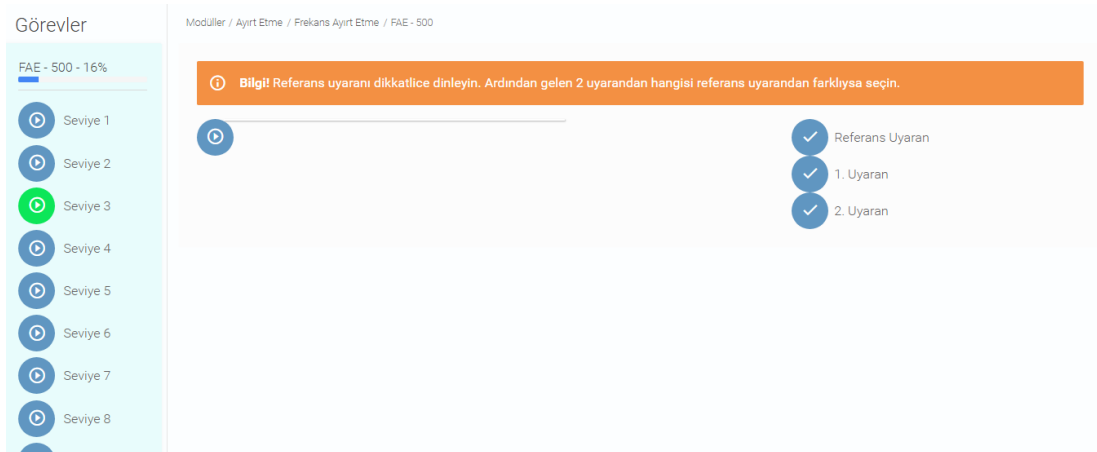 Görevler
FAE - 500 - 16%
Seviye 1
Seviye 2
Seviye 3
Seviye 4
Seviye 5
Seviye 6
Seviye 7
Seviye 8
Modüller / Ayırt Etme / Frekans Ayırt Etme / FAE - 500
Bilgi! Referans uyaranı dikkatlice dinleyin. Ardından gelen 2 uyarandan hangisi referans uyarandan farklıysa seçin.
Referans Uyaran
1. Uyaran
2. Uyaran